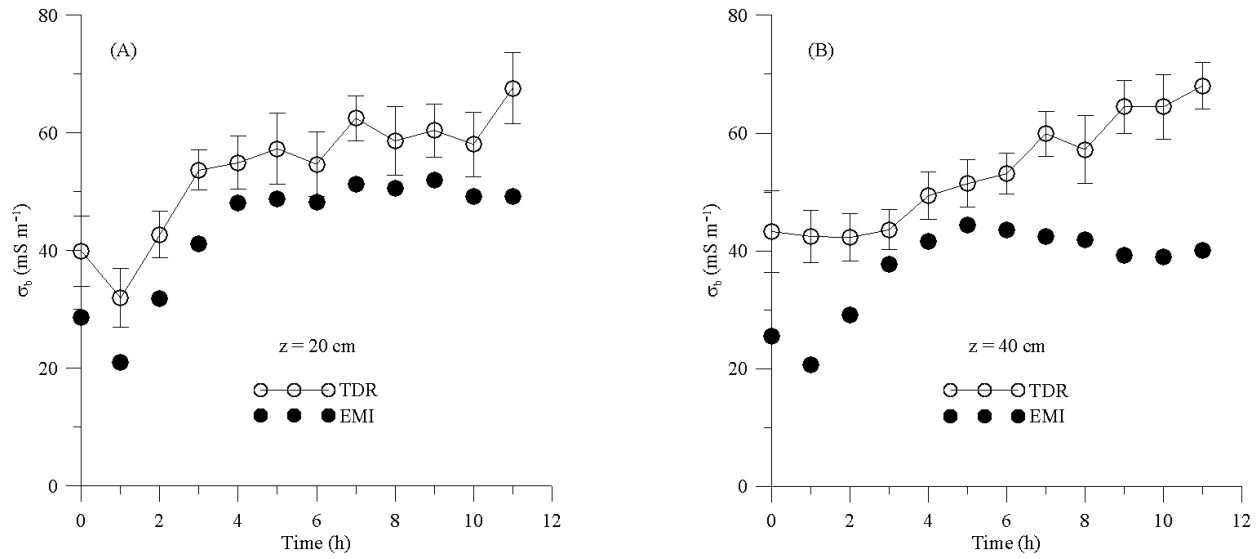 (A)
80
60
40
20
0
σb (mS m⁻¹)
z = 20 cm
TDR
EMI
0 2 4 6 8 10 12
Time (h)
(B)
80
60
40
20
0
σb (mS m⁻¹)
z = 40 cm
TDR
EMI
0 2 4 6 8 10 12
Time (h)